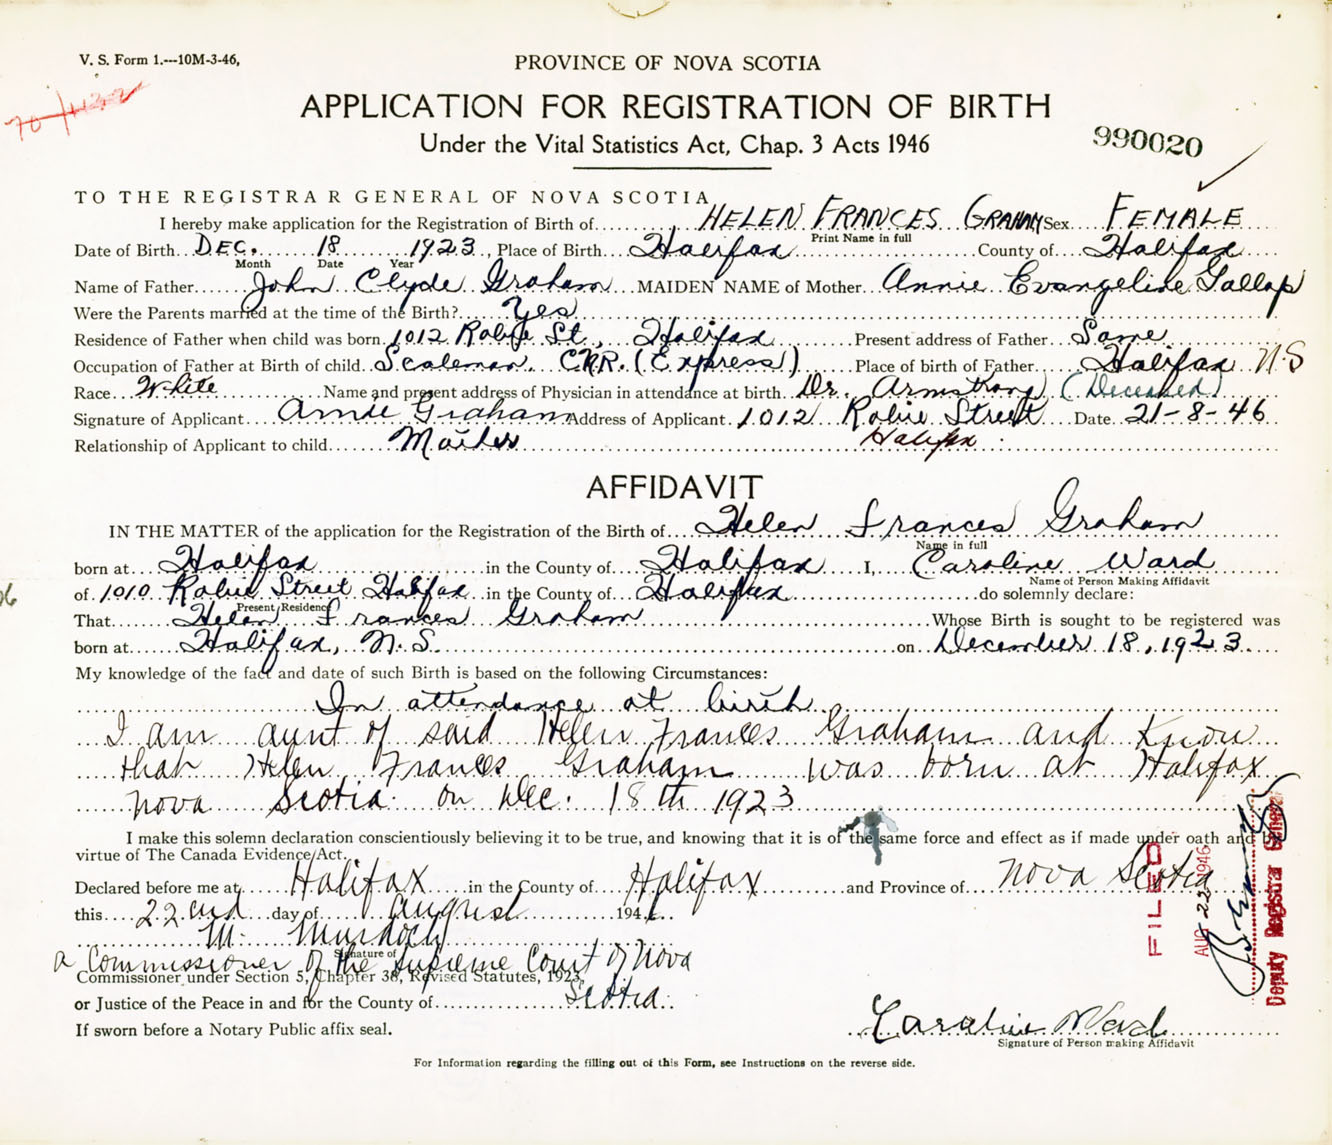 V. S. Form 1.---10M-3-46,
PROVINCE OF NOVA SCOTIA
APPLICATION FOR REGISTRATION OF BIRTH
Under the Vital Statistics Act, Chap. 3 Acts 1946
990020
TO THE REGISTRAR GENERAL OF NOVA SCOTIA
I hereby make application for the Registration of Birth of HELEN FRANCES GRAHAM Sex FEMALE
Print Name in full
Date of Birth DEC. 18 1923, Place of Birth Halifax County of Halifax
Month Date Year
Name of Father John Clyde Graham MAIDEN NAME of Mother Annie Evangeline Gallop
Were the Parents married at the time of the Birth? Yes
Residence of Father when child was born 1012 Robie St, Halifax Present address of Father Same
Occupation of Father at Birth of child Scaleman. C.N.R. (Express) Place of birth of Father Halifax N.S
Race White Name and present address of Physician in attendance at birth Dr. Armstrong (Deceased)
Signature of Applicant Annie Graham Address of Applicant 1012 Robie Street Date 21-8-46
Relationship of Applicant to child Mother Halifax
AFFIDAVIT
IN THE MATTER of the application for the Registration of the Birth of Helen Frances Graham
Name in full
born at Halifax in the County of Halifax I, Caroline Ward
Name of Person Making Affidavit
of 1010 Robie Street Halifax in the County of Halifax do solemnly declare:
Present Residence
That Helen Frances Graham Whose Birth is sought to be registered was
born at Halifax, N.S. on December 18, 1923.
My knowledge of the fact and date of such Birth is based on the following Circumstances:
In attendance at birth
I am aunt of said Helen Frances Graham and Know
that Helen Frances Graham was born at Halifax
Nova Scotia on Dec. 18th 1923
I make this solemn declaration conscientiously believing it to be true, and knowing that it is of the same force and effect as if made under oath and by
virtue of The Canada Evidence Act.
Declared before me at Halifax in the County of Halifax and Province of Nova Scotia
this 22nd day of August 1946
M. Murdoch
Signature of
a Commissioner of the Supreme Court of Nova
Commissioner under Section 5, Chapter 38, Revised Statutes, 1923,
or Justice of the Peace in and for the County of Scotia
If sworn before a Notary Public affix seal.
Caroline Ward
Signature of Person making Affidavit
For Information regarding the filling out of this Form, see Instructions on the reverse side.
FILED
AUG 22 1946
Deputy Registrar General